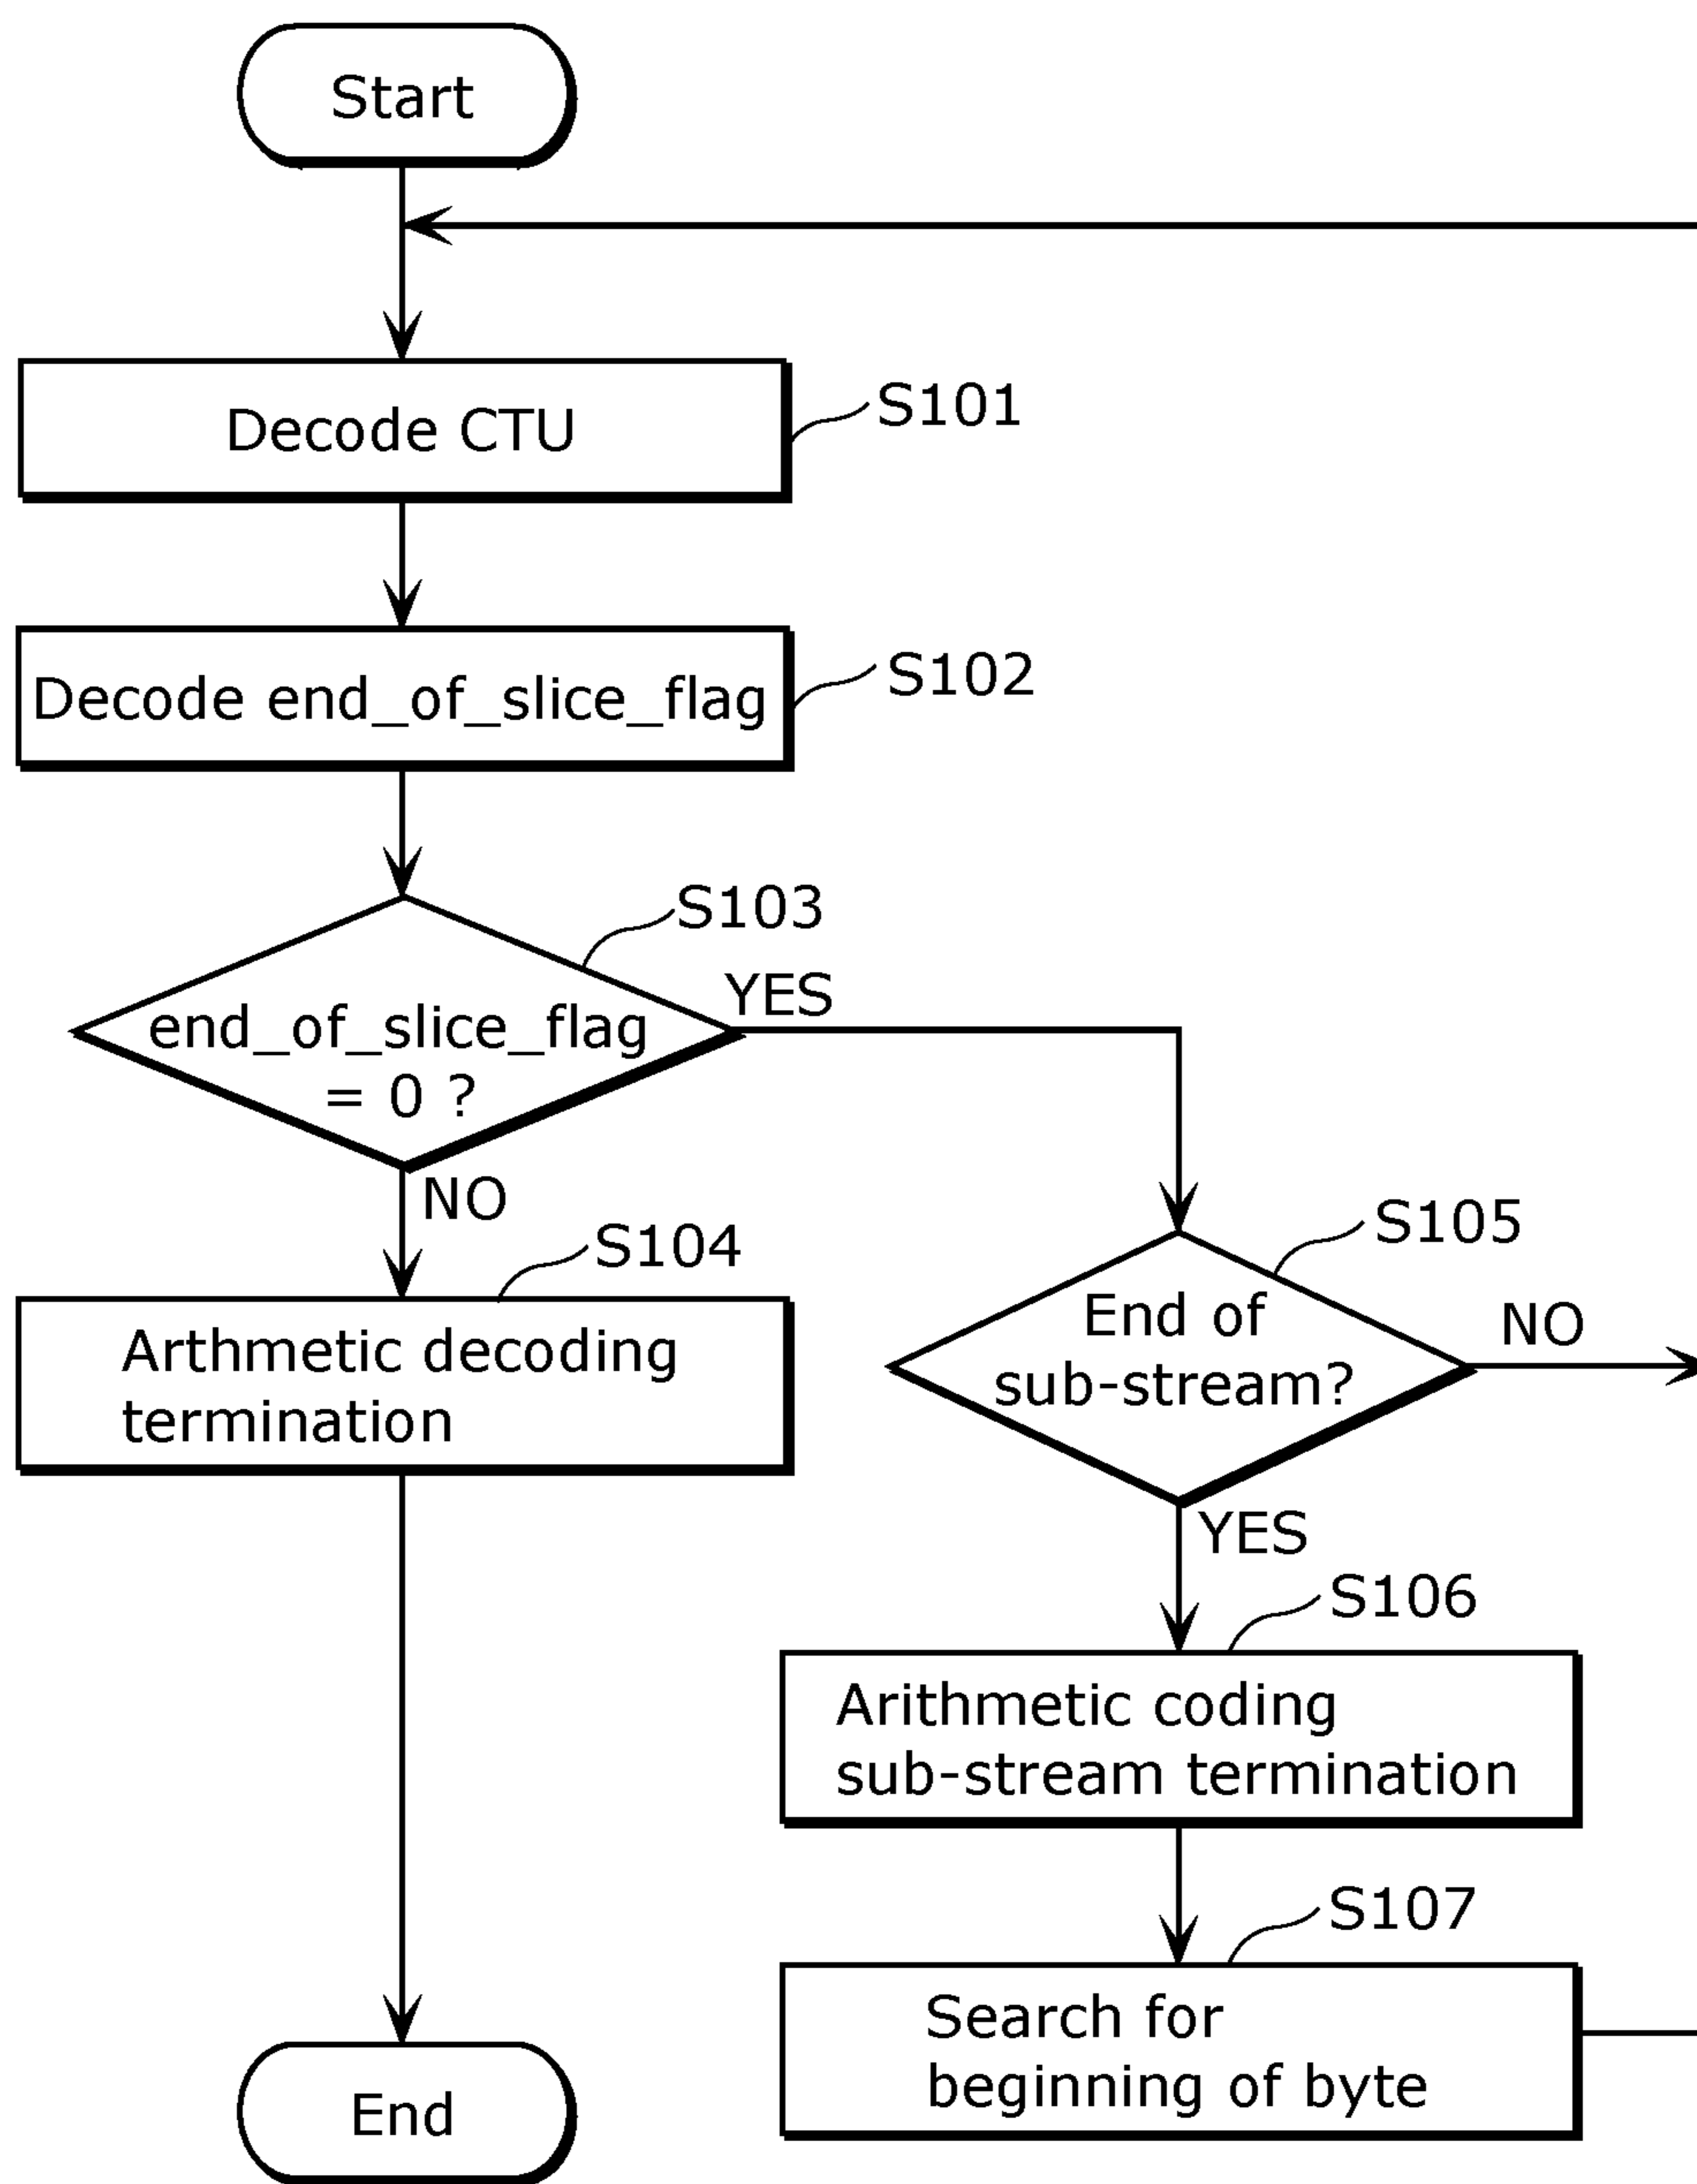 Start
Decode CTU
S101
Decode end_of_slice_flag
S102
S103
end_of_slice_flag
= 0 ?
YES
NO
S104
Arthmetic decoding
termination
S105
End of
sub-stream?
NO
YES
S106
Arithmetic coding
sub-stream termination
S107
Search for
beginning of byte
End